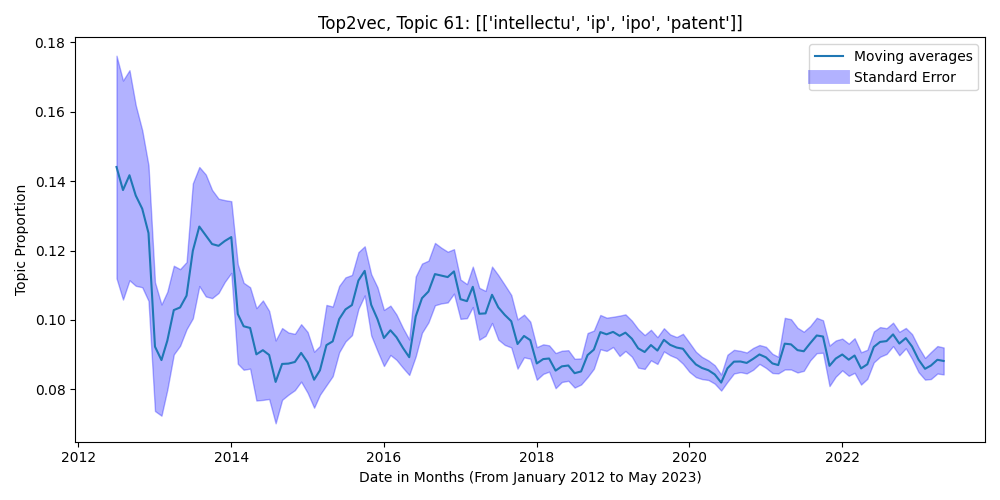 Top2vec, Topic 61: [['intellectu', 'ip', 'ipo', 'patent']]
Moving averages
Standard Error
Topic Proportion
0.18
0.16
0.14
0.12
0.10
0.08
2012 2014 2016 2018 2020 2022
Date in Months (From January 2012 to May 2023)